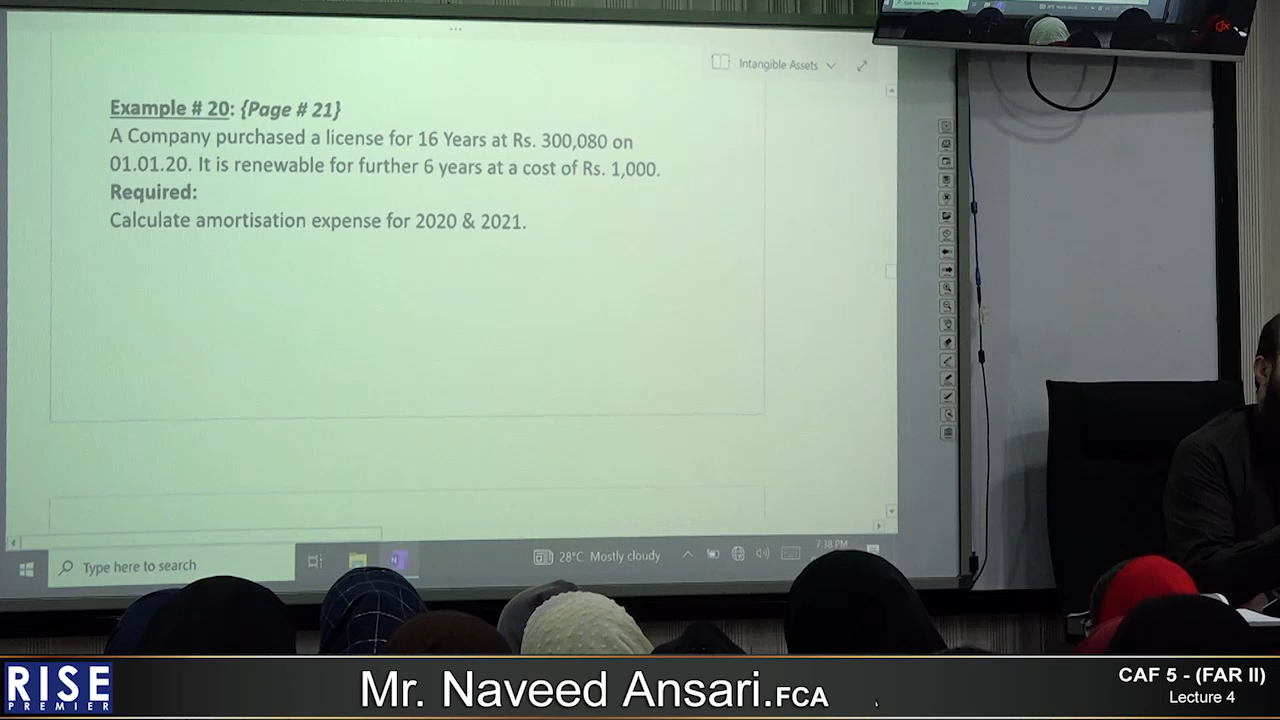 Intangible Assets
Example # 20: {Page # 21}
A Company purchased a license for 16 Years at Rs. 300,080 on
01.01.20. It is renewable for further 6 years at a cost of Rs. 1,000.
Required:
Calculate amortisation expense for 2020 & 2021.
Type here to search
28°C Mostly cloudy
7:38 PM
RISE
PREMIER
Mr. Naveed Ansari.FCA
CAF 5 - (FAR II)
Lecture 4